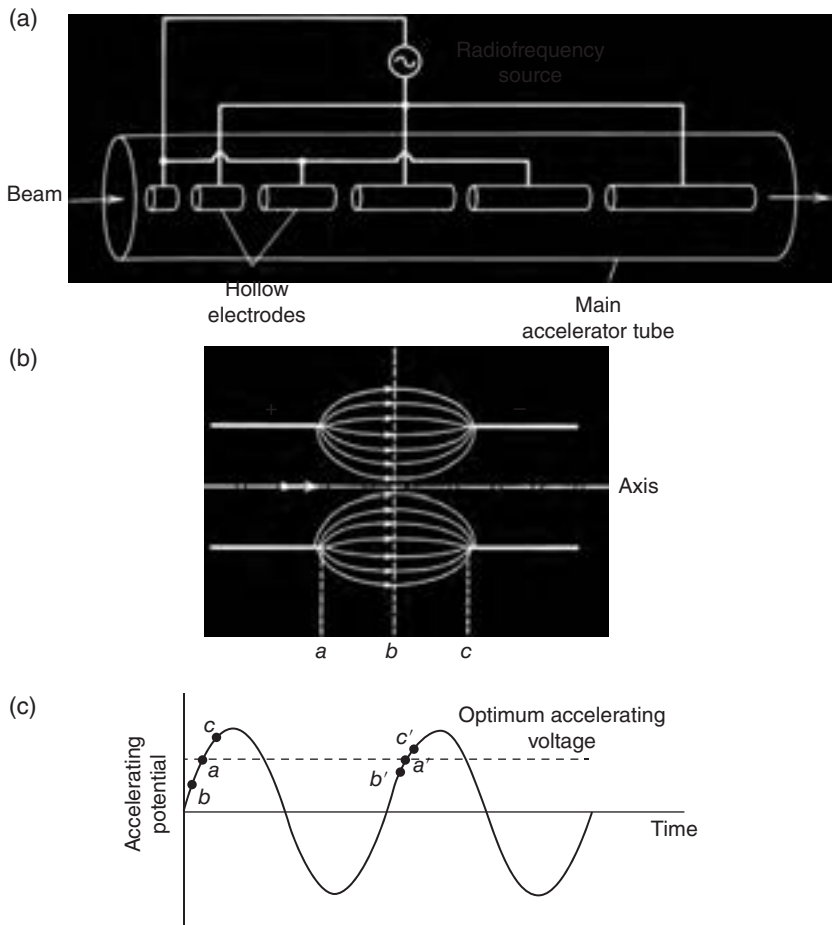 (a)
Radiofrequency
source
Beam
Hollow
electrodes
Main
accelerator tube
(b)
+
−
Axis
a
b
c
(c)
Accelerating
potential
Optimum accelerating
voltage
c
a
b
c′
a′
b′
Time